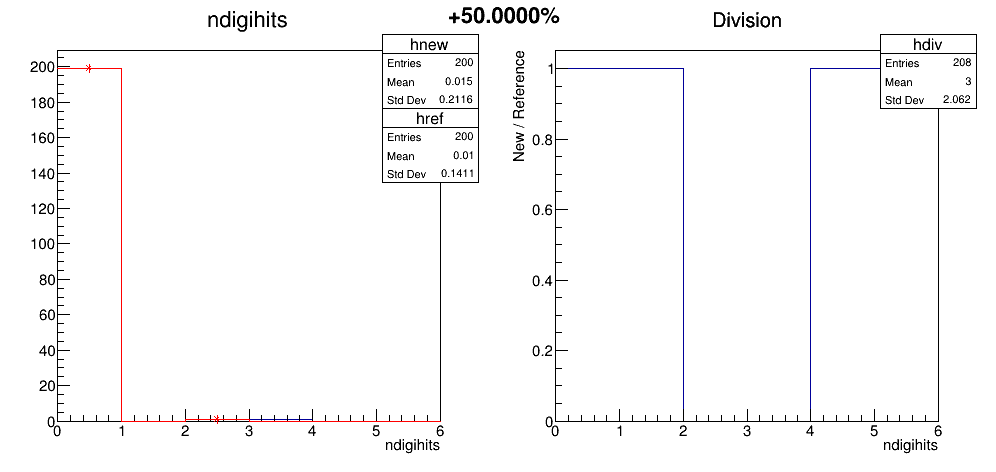 +50.0000%
ndigihits
hnew
Entries 200
Mean 0.015
Std Dev 0.2116
href
Entries 200
Mean 0.01
Std Dev 0.1411
200
180
160
140
120
100
80
60
40
20
0
0 1 2 3 4 5 6
ndigihits
Division
hdiv
Entries 208
Mean 3
Std Dev 2.062
New / Reference
1
0.8
0.6
0.4
0.2
0
0 1 2 3 4 5 6
ndigihits